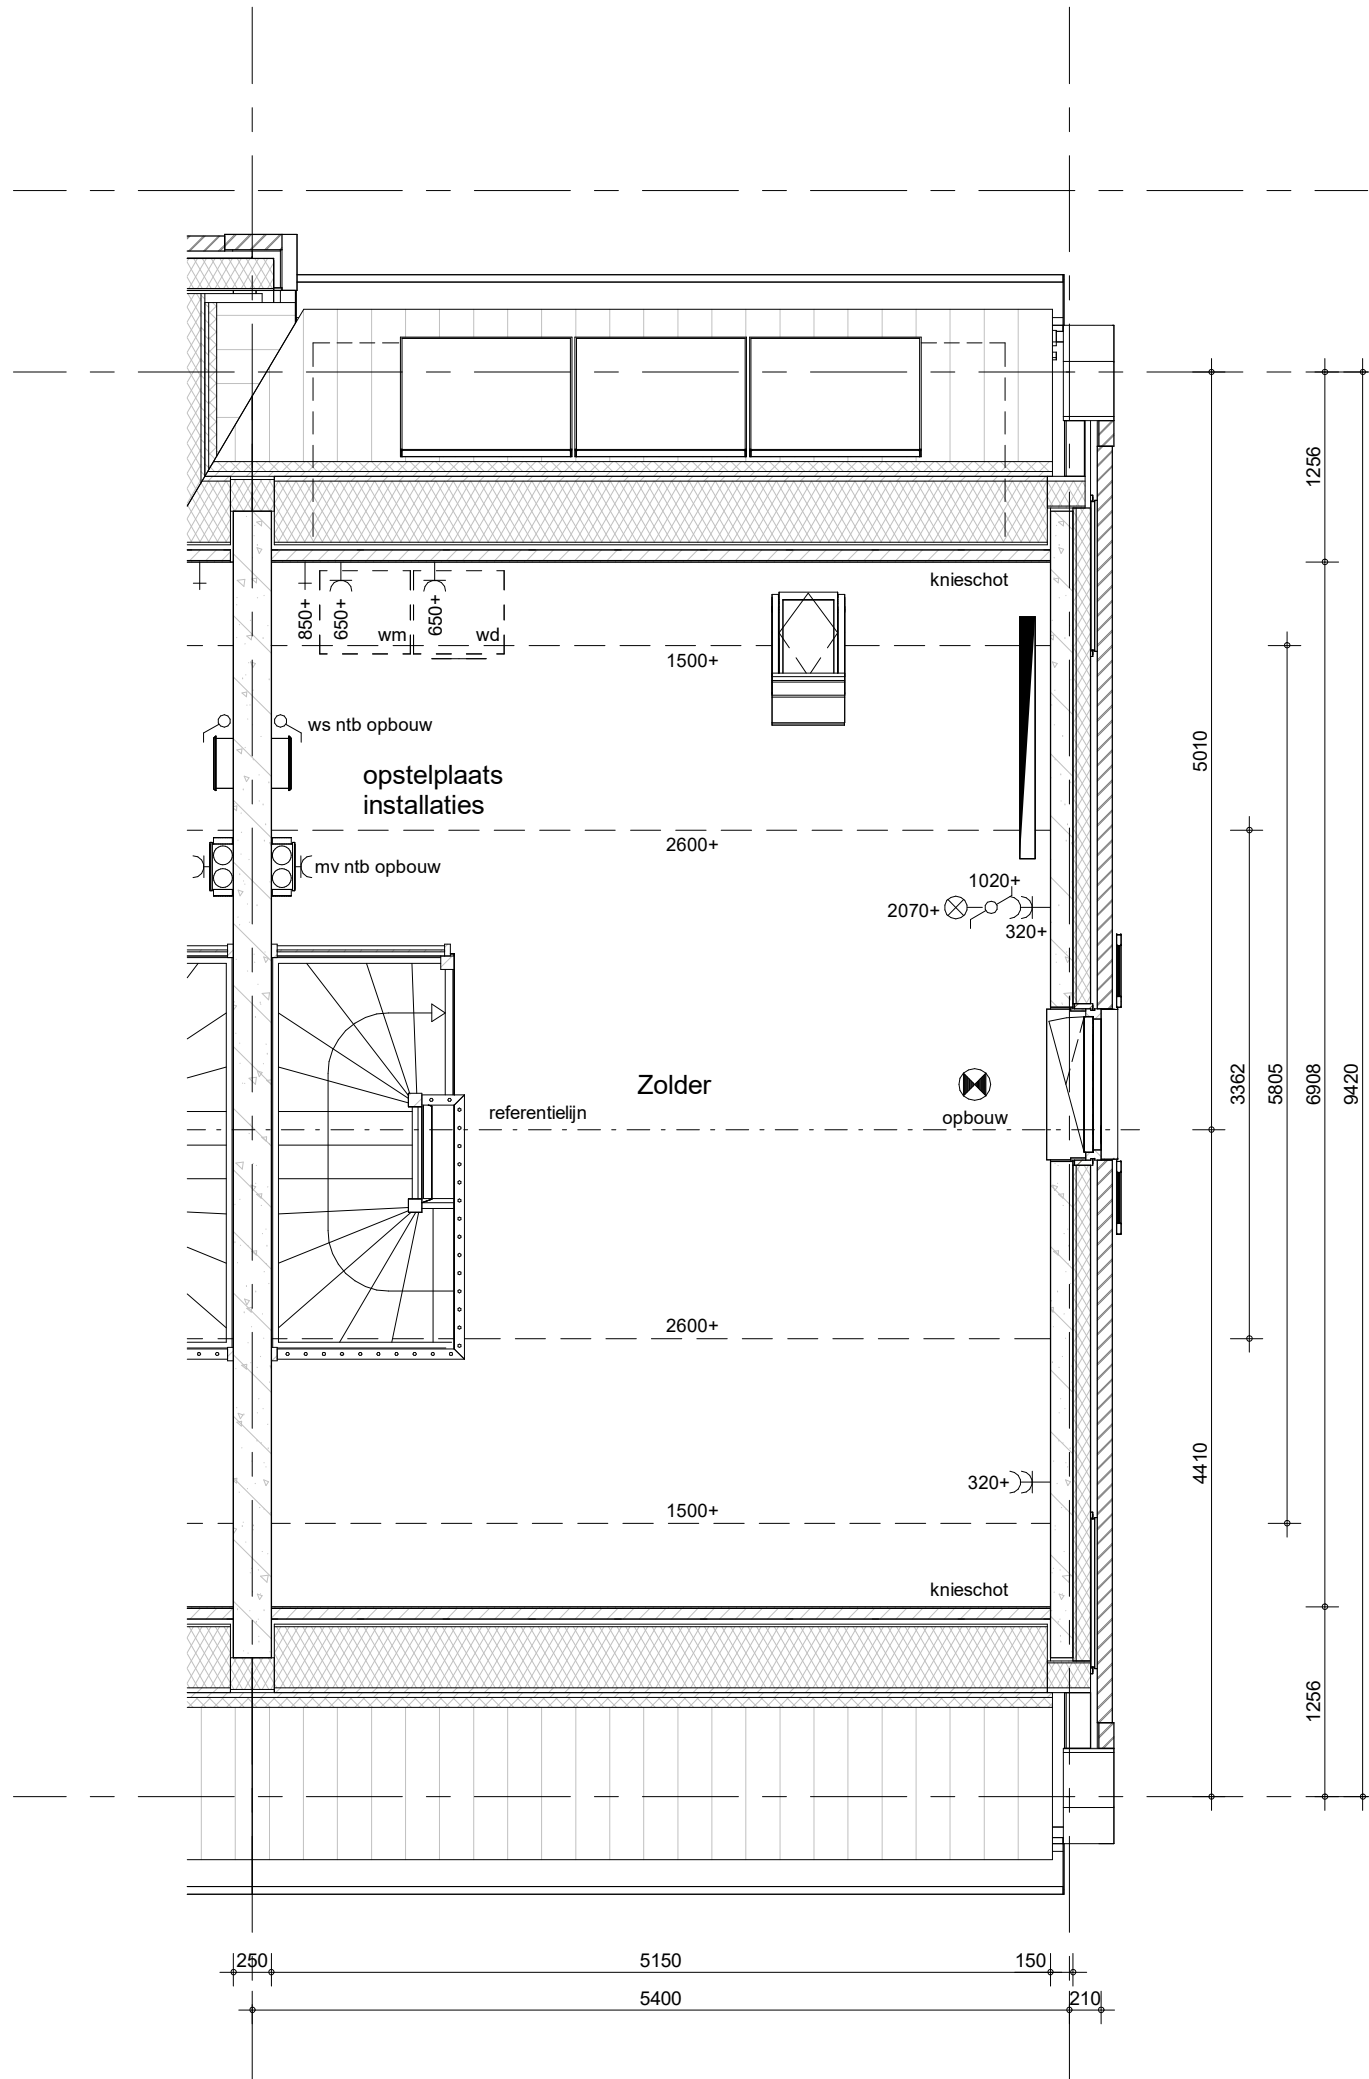 knieschot
850+
650+
wm
650+
wd
1500+
1256
ws ntb opbouw
opstelplaats
installaties
5010
2600+
mv ntb opbouw
1020+
2070+
320+
Zolder
opbouw
referentielijn
3362
5805
6908
9420
2600+
4410
320+
1500+
knieschot
1256
250
5150
150
5400
210